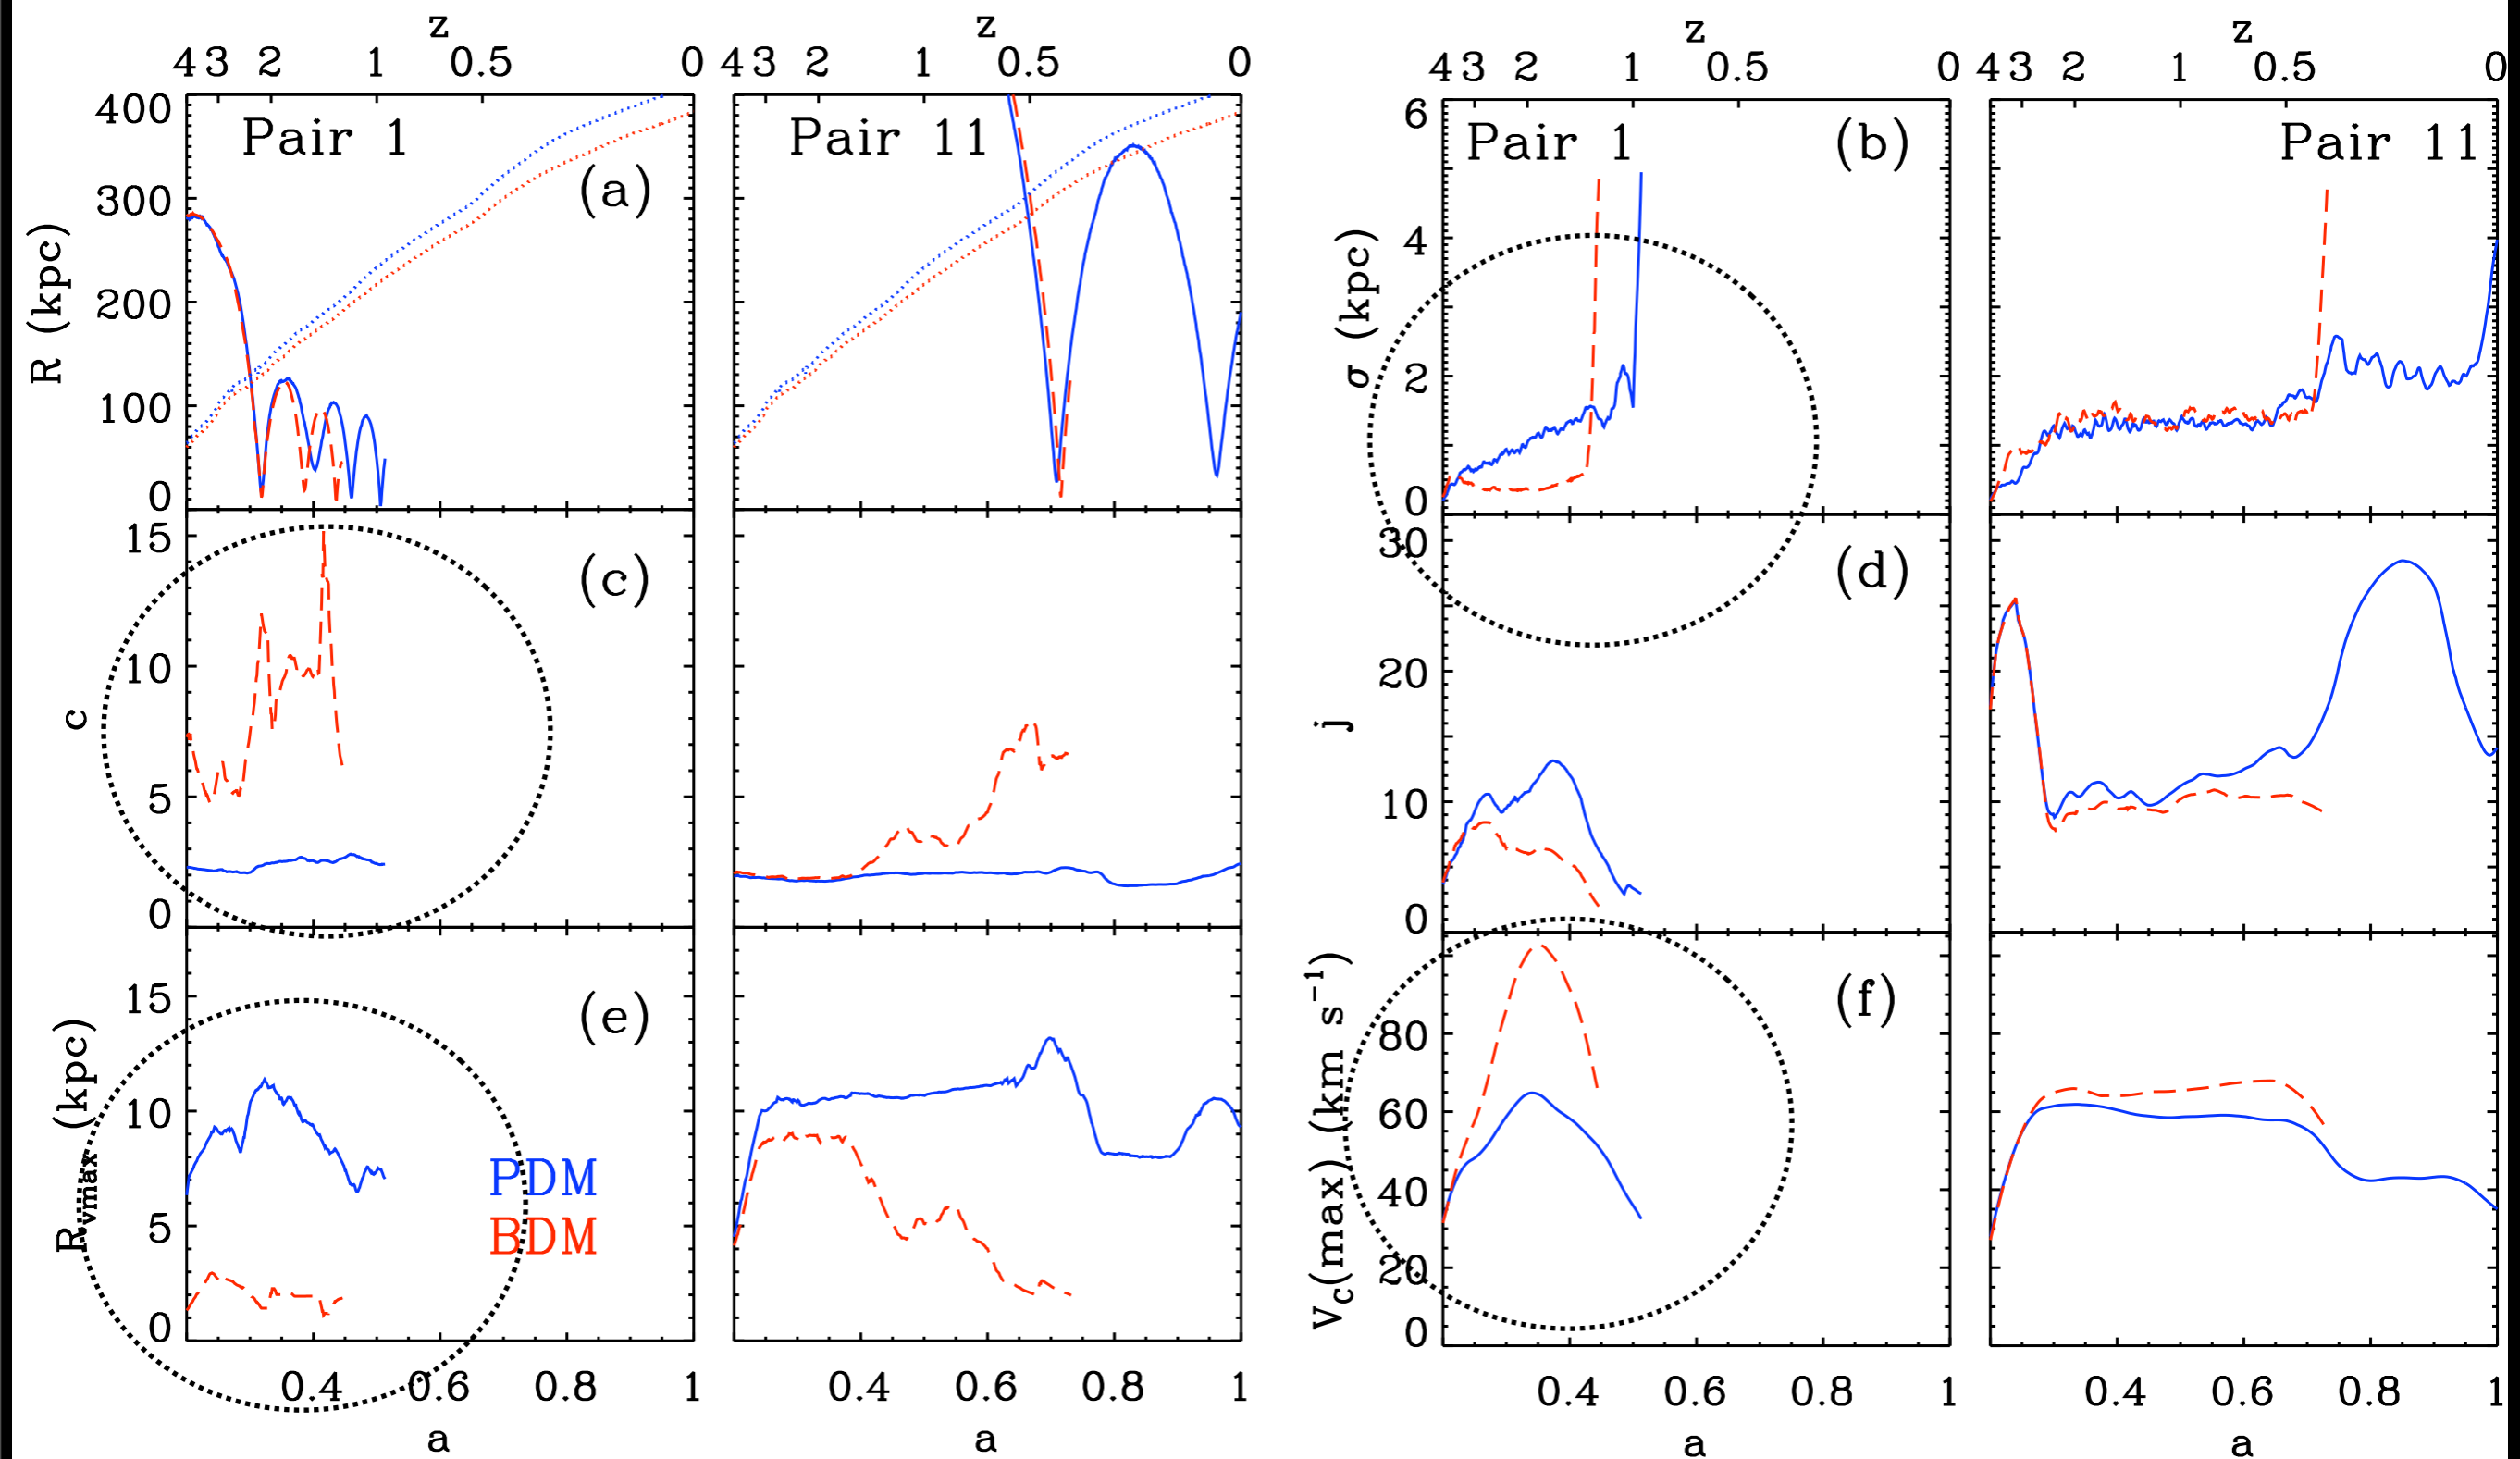 z z z z
4 3 2 1 0.5 0 4 3 2 1 0.5 0 4 3 2 1 0.5 0 4 3 2 1 0.5 0
400 Pair 1 Pair 11 6 Pair 1 (b) Pair 11
(a)
300
R (kpc) 200 σ (kpc) 4
100 2
0 0
15 (c) 30 (d)
10 20
c j
5 10
0 0
15 (e) V_c(max) (km s⁻¹) 80 (f)
R_vmax (kpc) 10 60
PDM 40
5 BDM 20
0 0
0.4 0.6 0.8 1 0.4 0.6 0.8 1 0.4 0.6 0.8 1 0.4 0.6 0.8 1
a a a a